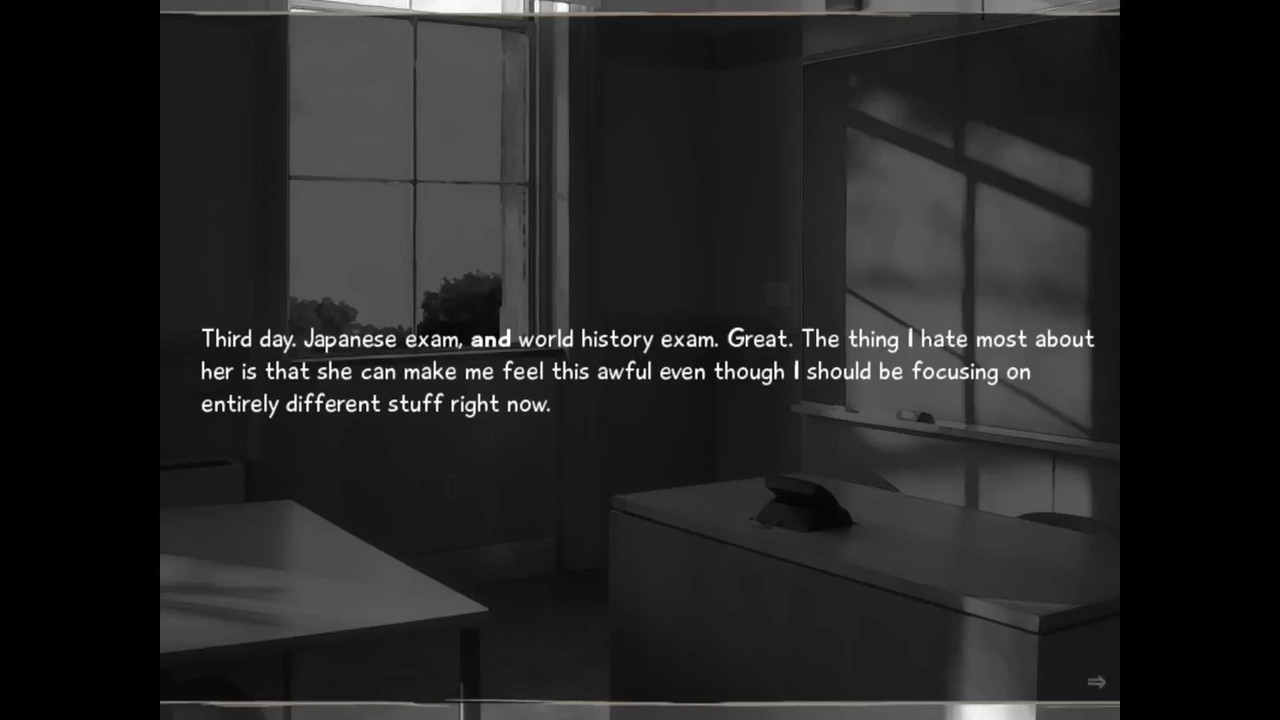 Third day. Japanese exam, and world history exam. Great. The thing I hate most about
her is that she can make me feel this awful even though I should be focusing on
entirely different stuff right now.